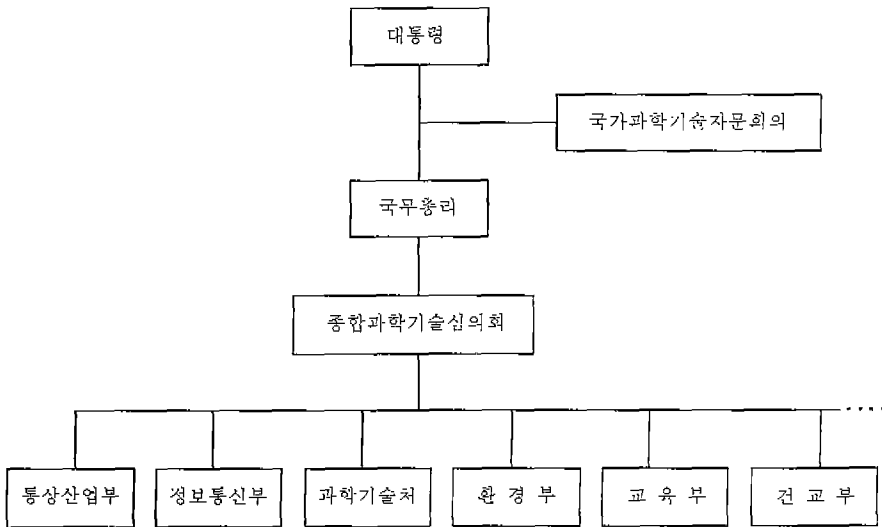 대통령
국가과학기술자문회의
국무총리
종합과학기술심의회
통상산업부 정보통신부 과학기술처 환 경 부 교 육 부 건 교 부